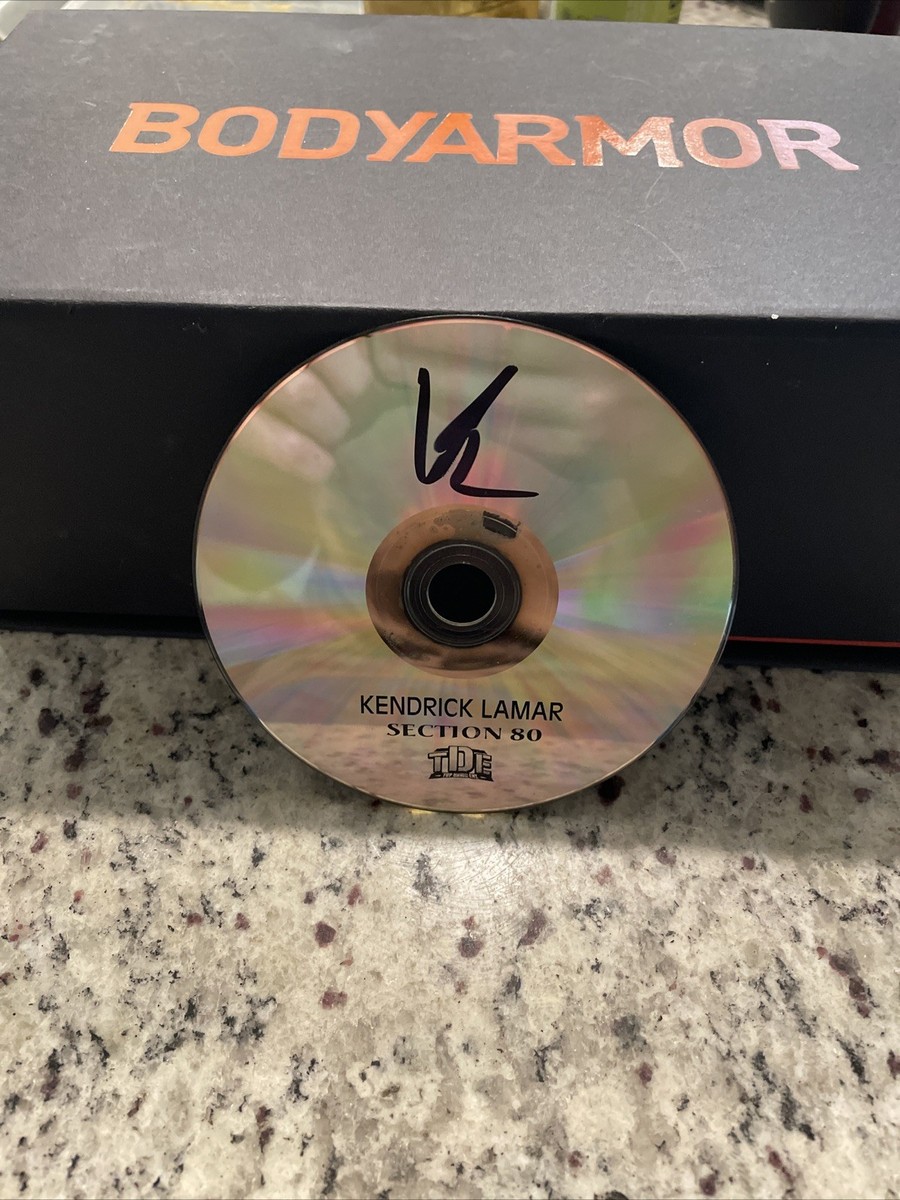 BODYARMOR
KENDRICK LAMAR
SECTION 80
TDE